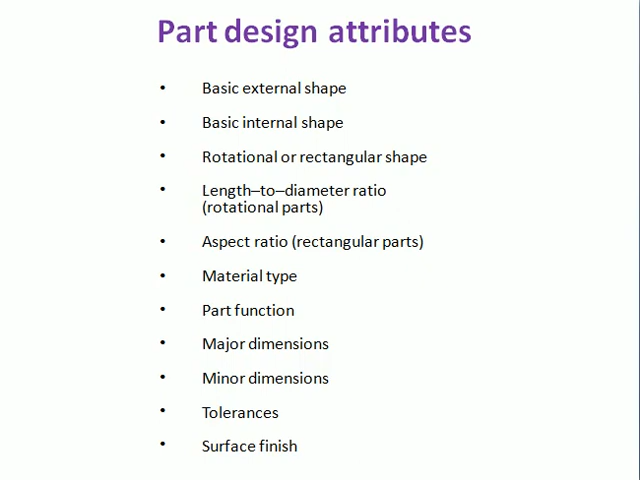 Part design attributes
• Basic external shape
• Basic internal shape
• Rotational or rectangular shape
• Length–to–diameter ratio
(rotational parts)
• Aspect ratio (rectangular parts)
• Material type
• Part function
• Major dimensions
• Minor dimensions
• Tolerances
• Surface finish